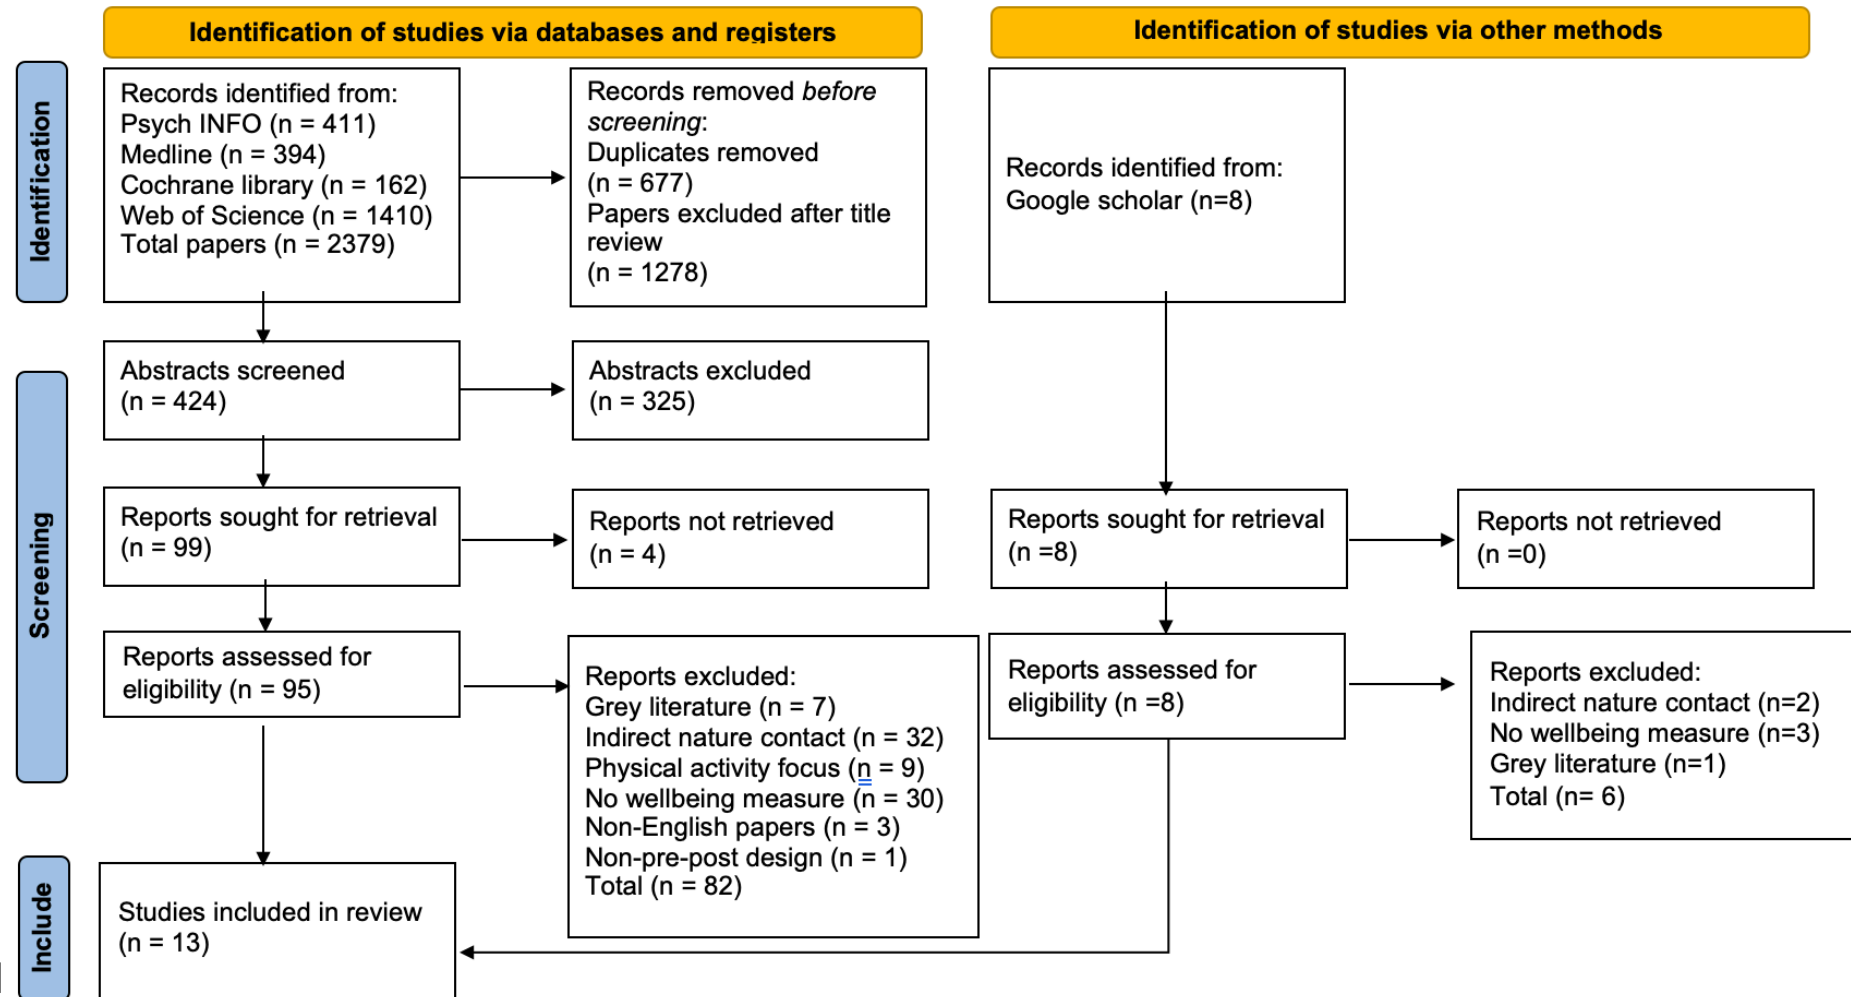 Identification of studies via databases and registers
Identification of studies via other methods
Identification
Records identified from:
Psych INFO (n = 411)
Medline (n = 394)
Cochrane library (n = 162)
Web of Science (n = 1410)
Total papers (n = 2379)
Records removed before
screening:
Duplicates removed
(n = 677)
Papers excluded after title
review
(n = 1278)
Records identified from:
Google scholar (n=8)
Screening
Abstracts screened
(n = 424)
Abstracts excluded
(n = 325)
Reports sought for retrieval
(n = 99)
Reports not retrieved
(n = 4)
Reports sought for retrieval
(n =8)
Reports not retrieved
(n =0)
Reports assessed for
eligibility (n = 95)
Reports excluded:
Grey literature (n = 7)
Indirect nature contact (n = 32)
Physical activity focus (n = 9)
No wellbeing measure (n = 30)
Non-English papers (n = 3)
Non-pre-post design (n = 1)
Total (n = 82)
Reports assessed for
eligibility (n =8)
Reports excluded:
Indirect nature contact (n=2)
No wellbeing measure (n=3)
Grey literature (n=1)
Total (n= 6)
Include
Studies included in review
(n = 13)